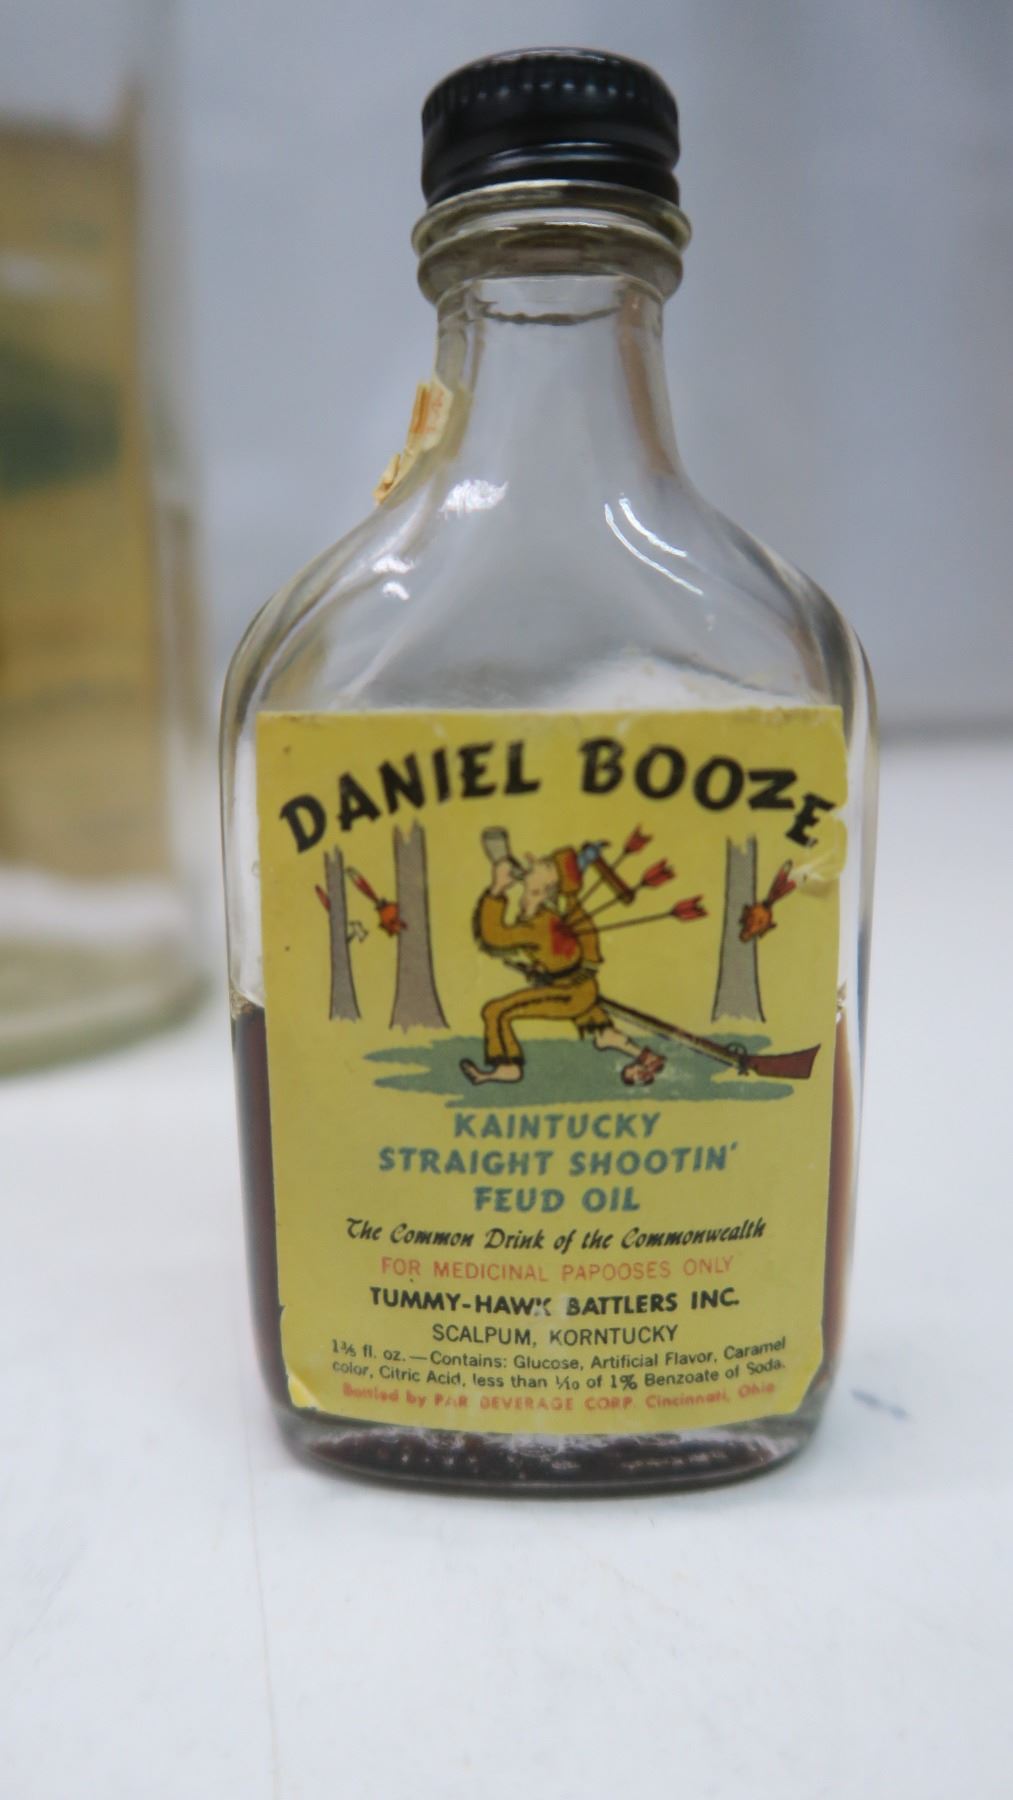 DANIEL BOOZE
KAINTUCKY
STRAIGHT SHOOTIN'
FEUD OIL
The Common Drink of the Commonwealth
FOR MEDICINAL PAPOOSES ONLY
TUMMY-HAWK BATTLERS INC.
SCALPUM, KORNTUCKY
1⅗ fl. oz.—Contains: Glucose, Artificial Flavor, Caramel
color, Citric Acid, less than ⅒ of 1% Benzoate of Soda.
Bottled by PAR BEVERAGE CORP. Cincinnati, Ohio